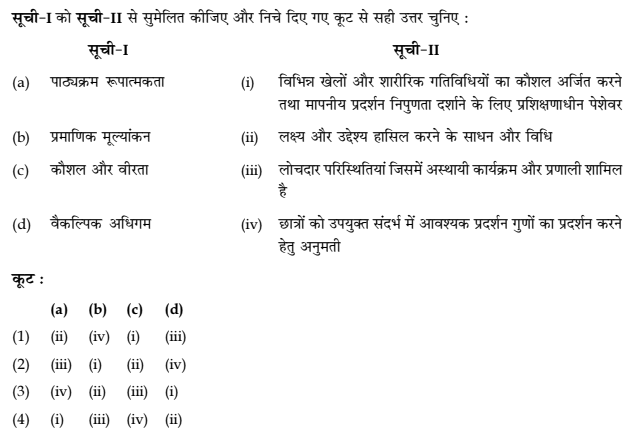 सूची-I को सूची-II से सुमेलित कीजिए और निचे दिए गए कूट से सही उत्तर चुनिए :
सूची-I सूची-II
(a) पाठ्यक्रम रूपात्मकता (i) विभिन्न खेलों और शारीरिक गतिविधियों का कौशल अर्जित करने
तथा मापनीय प्रदर्शन निपुणता दर्शाने के लिए प्रशिक्षणाधीन पेशेवर
(b) प्रमाणिक मूल्यांकन (ii) लक्ष्य और उद्देश्य हासिल करने के साधन और विधि
(c) कौशल और वीरता (iii) लोचदार परिस्थितियां जिसमें अस्थायी कार्यक्रम और प्रणाली शामिल
है
(d) वैकल्पिक अधिगम (iv) छात्रों को उपयुक्त संदर्भ में आवश्यक प्रदर्शन गुणों का प्रदर्शन करने
हेतु अनुमती
कूट :
(a) (b) (c) (d)
(1) (ii) (iv) (i) (iii)
(2) (iii) (i) (ii) (iv)
(3) (iv) (ii) (iii) (i)
(4) (i) (iii) (iv) (ii)